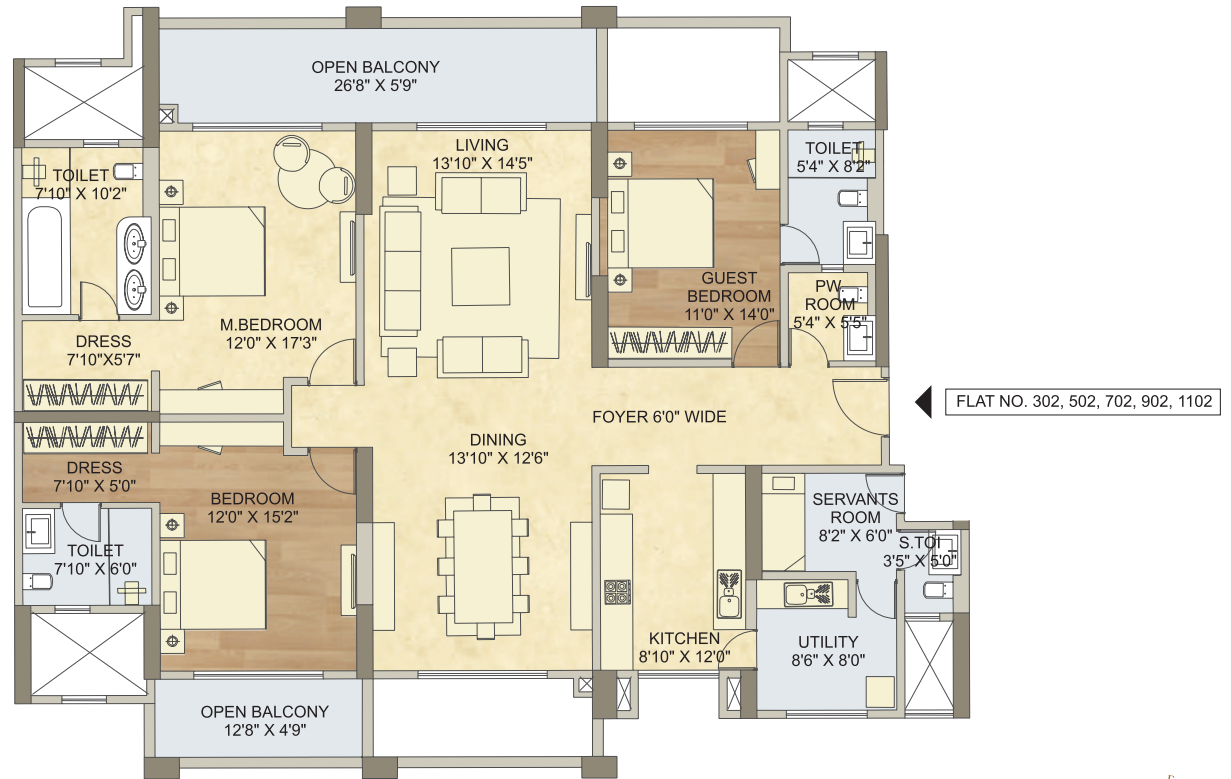 OPEN BALCONY
26'8" X 5'9"
LIVING
13'10" X 14'5"
TOILET
5'4" X 8'2"
TOILET
7'10" X 10'2"
GUEST
BEDROOM
11'0" X 14'0"
PW
ROOM
5'4" X 5'5"
M.BEDROOM
12'0" X 17'3"
DRESS
7'10"X5'7"
FLAT NO. 302, 502, 702, 902, 1102
FOYER 6'0" WIDE
DINING
13'10" X 12'6"
DRESS
7'10" X 5'0"
BEDROOM
12'0" X 15'2"
SERVANTS
ROOM
8'2" X 6'0"
S.TOI
3'5" X 5'0"
TOILET
7'10" X 6'0"
KITCHEN
8'10" X 12'0"
UTILITY
8'6" X 8'0"
OPEN BALCONY
12'8" X 4'9"